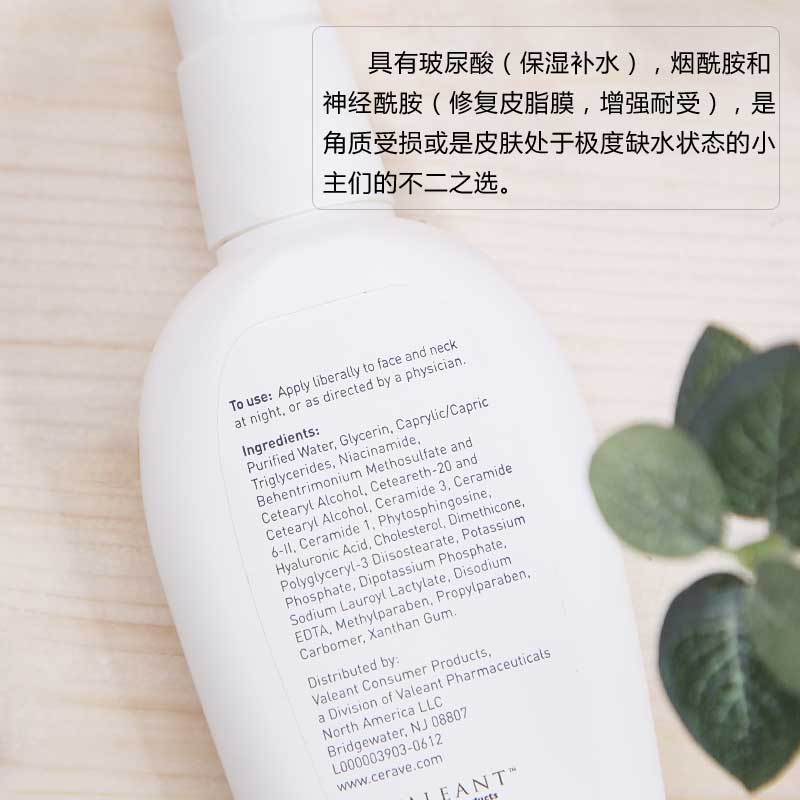 具有玻尿酸（保湿补水），烟酰胺和
神经酰胺（修复皮脂膜，增强耐受），是
角质受损或是皮肤处于极度缺水状态的小
主们的不二之选。
To use: Apply liberally to face and neck
at night, or as directed by a physician.
Ingredients:
Purified Water, Glycerin, Caprylic/Capric
Triglycerides, Niacinamide,
Behentrimonium Methosulfate and
Cetearyl Alcohol, Ceteareth-20 and
Cetearyl Alcohol, Ceramide 3, Ceramide
6-II, Ceramide 1, Phytosphingosine,
Hyaluronic Acid, Cholesterol, Dimethicone,
Polyglyceryl-3 Diisostearate, Potassium
Phosphate, Dipotassium Phosphate,
Sodium Lauroyl Lactylate, Disodium
EDTA, Methylparaben, Propylparaben,
Carbomer, Xanthan Gum.
Distributed by:
Valeant Consumer Products,
a Division of Valeant Pharmaceuticals
North America LLC
Bridgewater, NJ 08807
L000003903-0612
www.cerave.com
ALEANT™